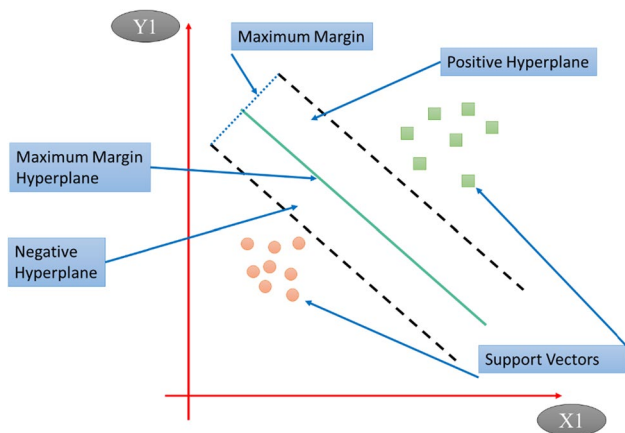 Y1
Maximum Margin
Positive Hyperplane
Maximum Margin
Hyperplane
Negative
Hyperplane
Support Vectors
X1